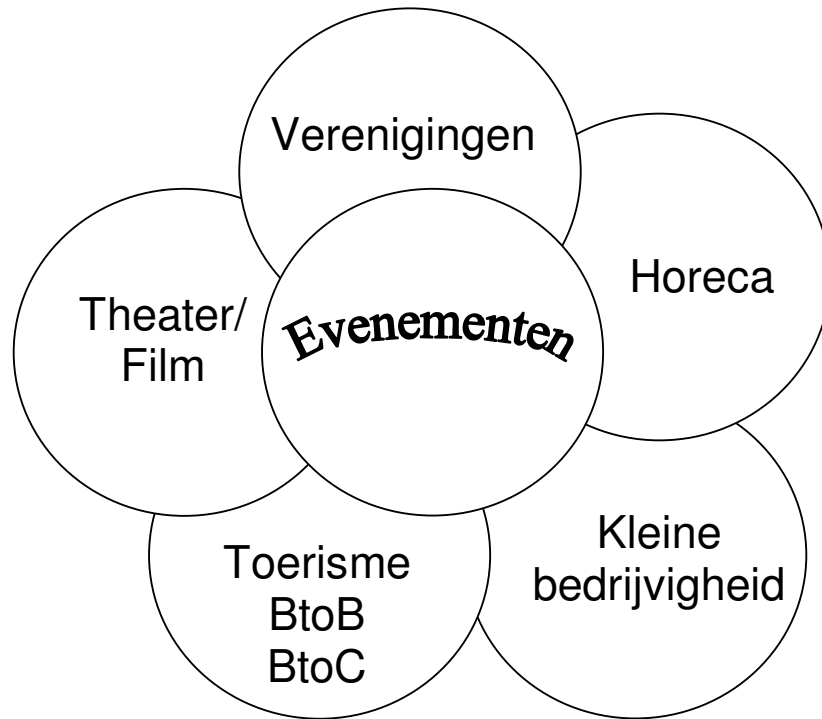 Verenigingen
Horeca
Theater/
Film
Evenementen
Kleine
bedrijvigheid
Toerisme
BtoB
BtoC